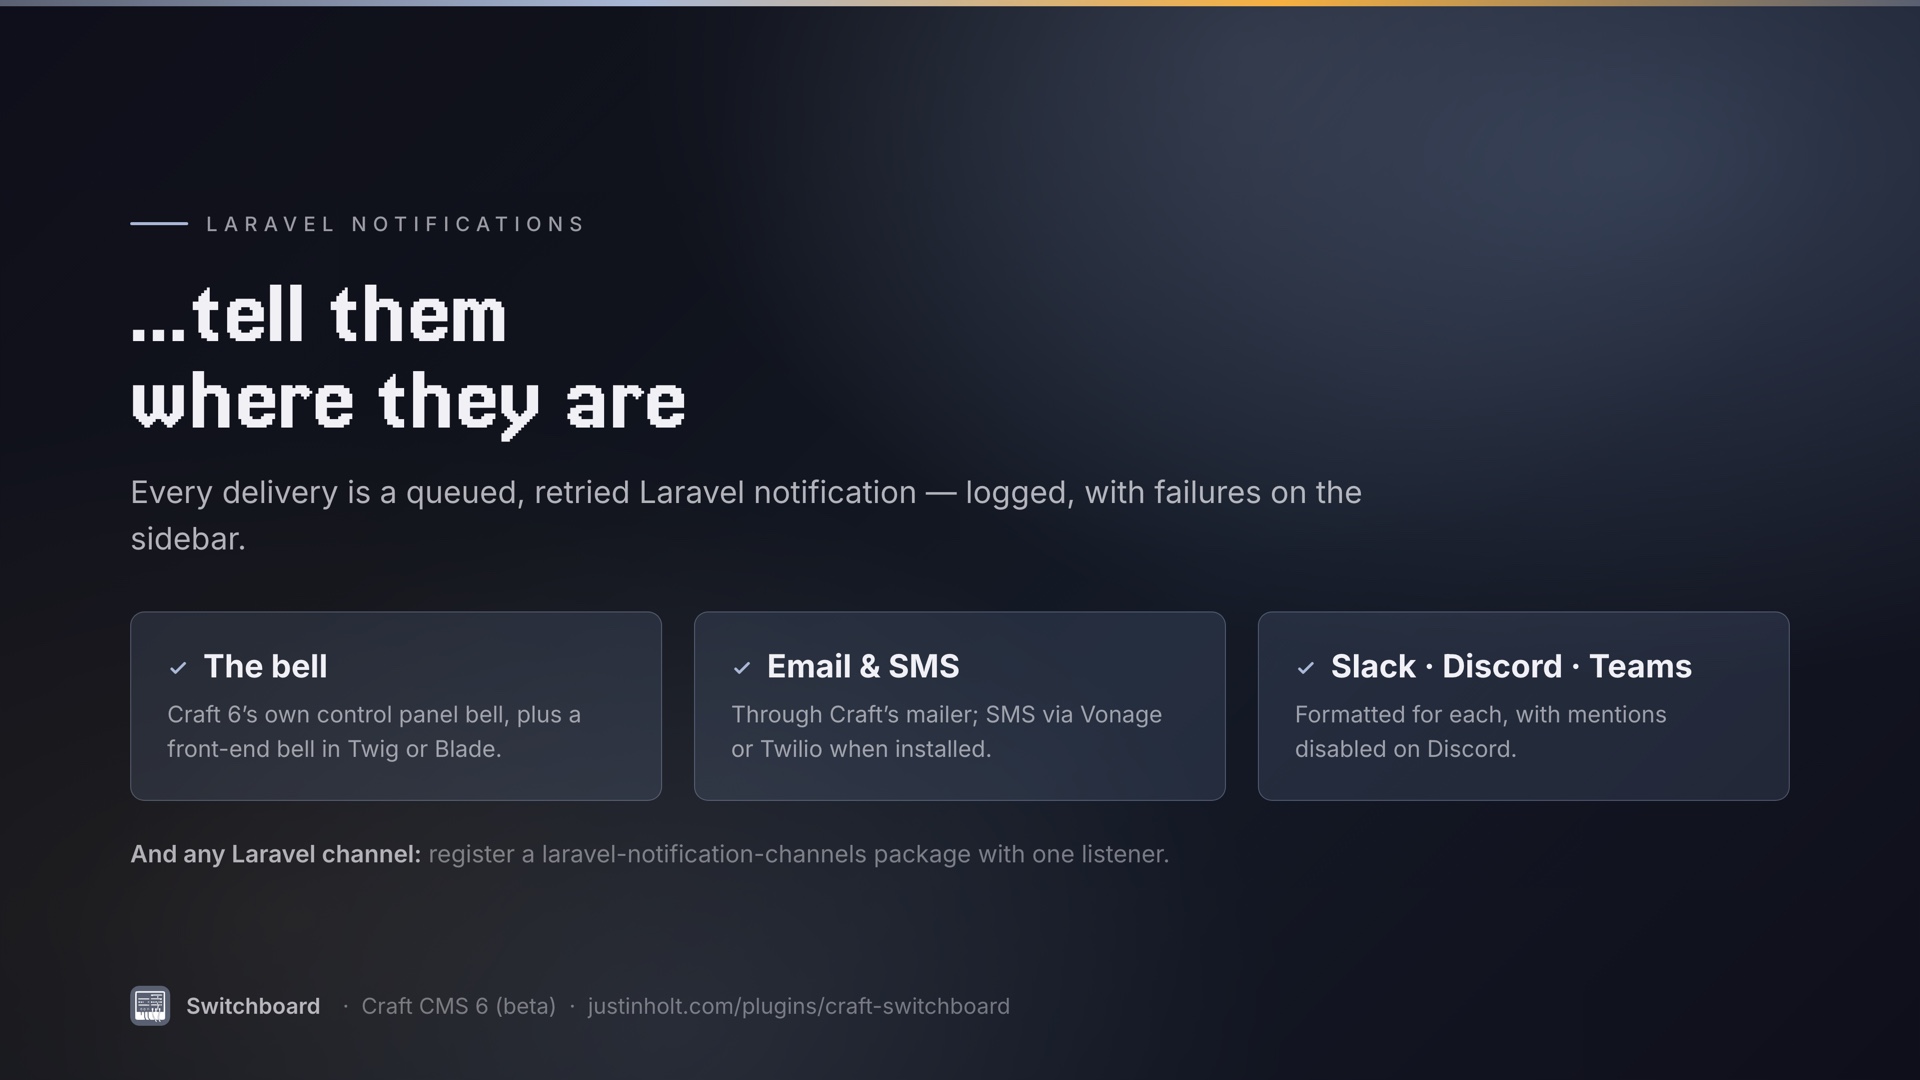 LARAVEL NOTIFICATIONS
...tell them
where they are
Every delivery is a queued, retried Laravel notification — logged, with failures on the
sidebar.
The bell
Craft 6’s own control panel bell, plus a
front-end bell in Twig or Blade.
Email & SMS
Through Craft’s mailer; SMS via Vonage
or Twilio when installed.
Slack · Discord · Teams
Formatted for each, with mentions
disabled on Discord.
And any Laravel channel: register a laravel-notification-channels package with one listener.
Switchboard · Craft CMS 6 (beta) · justinholt.com/plugins/craft-switchboard